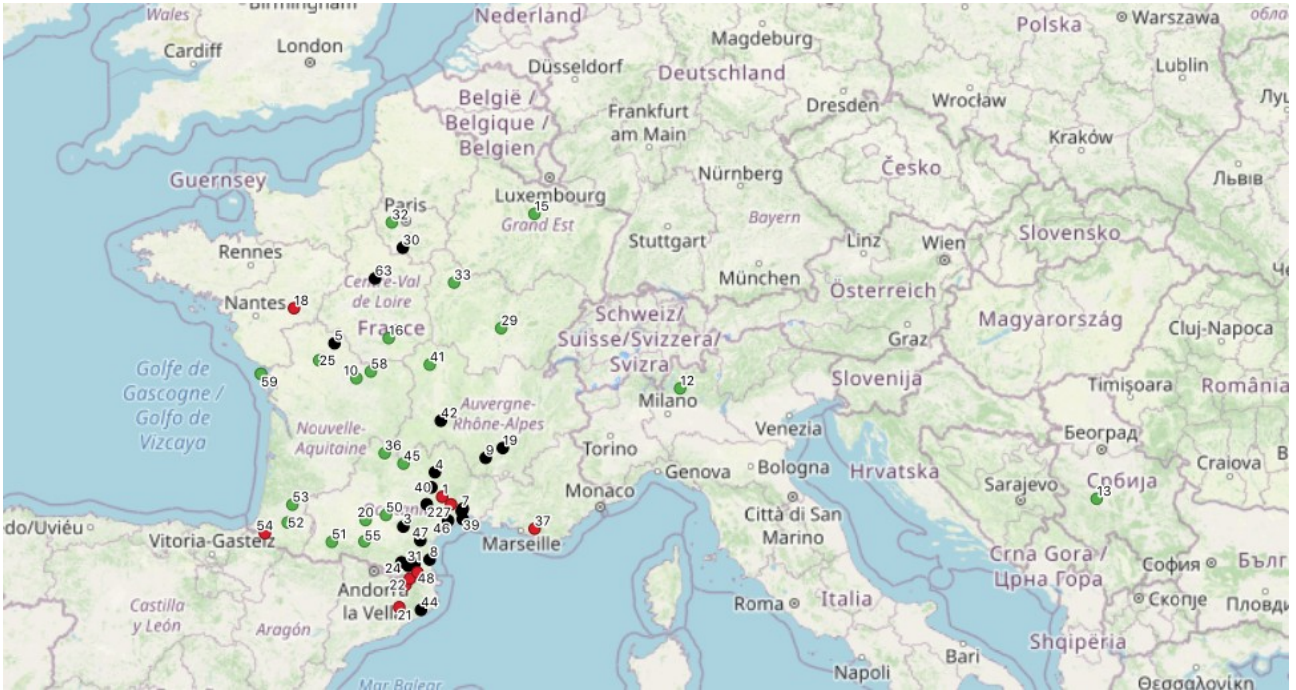 Wales
Birmingham
Nederland
Polska
Warszawa
Magdeburg
Cardiff
London
Düsseldorf
Deutschland
Lublin
België /
Belgique /
Belgien
Frankfurt
am Main
Dresden
Wrocław
Kraków
Česko
Guernsey
Luxembourg
Nürnberg
Львів
Paris
32
15
Grand Est
Bayern
30
Rennes
Stuttgart
Linz
Wien
Slovensko
63
Centre-Val
de Loire
33
München
Nantes
18
Österreich
Schweiz/
Suisse/Svizzera/
Svizra
Magyarország
Cluj-Napoca
France
16
29
5
Graz
25
10
58
41
12
Golfe de
Gascogne /
Golfo de
Vizcaya
59
Milano
Slovenija
Timișoara
România
42
Auvergne-
Rhône-Alpes
Venezia
Nouvelle-
Aquitaine
Београд
19
9
36
45
Torino
Genova
Bologna
Hrvatska
Craiova
4
40
1
Monaco
Sarajevo
Србија
13
53
7
20
50
3
227
46
39
37
52
54
Città di San
Marino
do/Uviéu
Vitoria-Gasteiz
51
55
47
Marseille
8
31
24
48
22
Crna Gora /
Црна Гора
София
Бълг
Andorra
la Vella
44
21
Castilla
y León
Aragón
Roma
Italia
Скопје
Пловди
Shqipëria
Bari
Napoli
Mar Balear
Θεσσαλονίκη